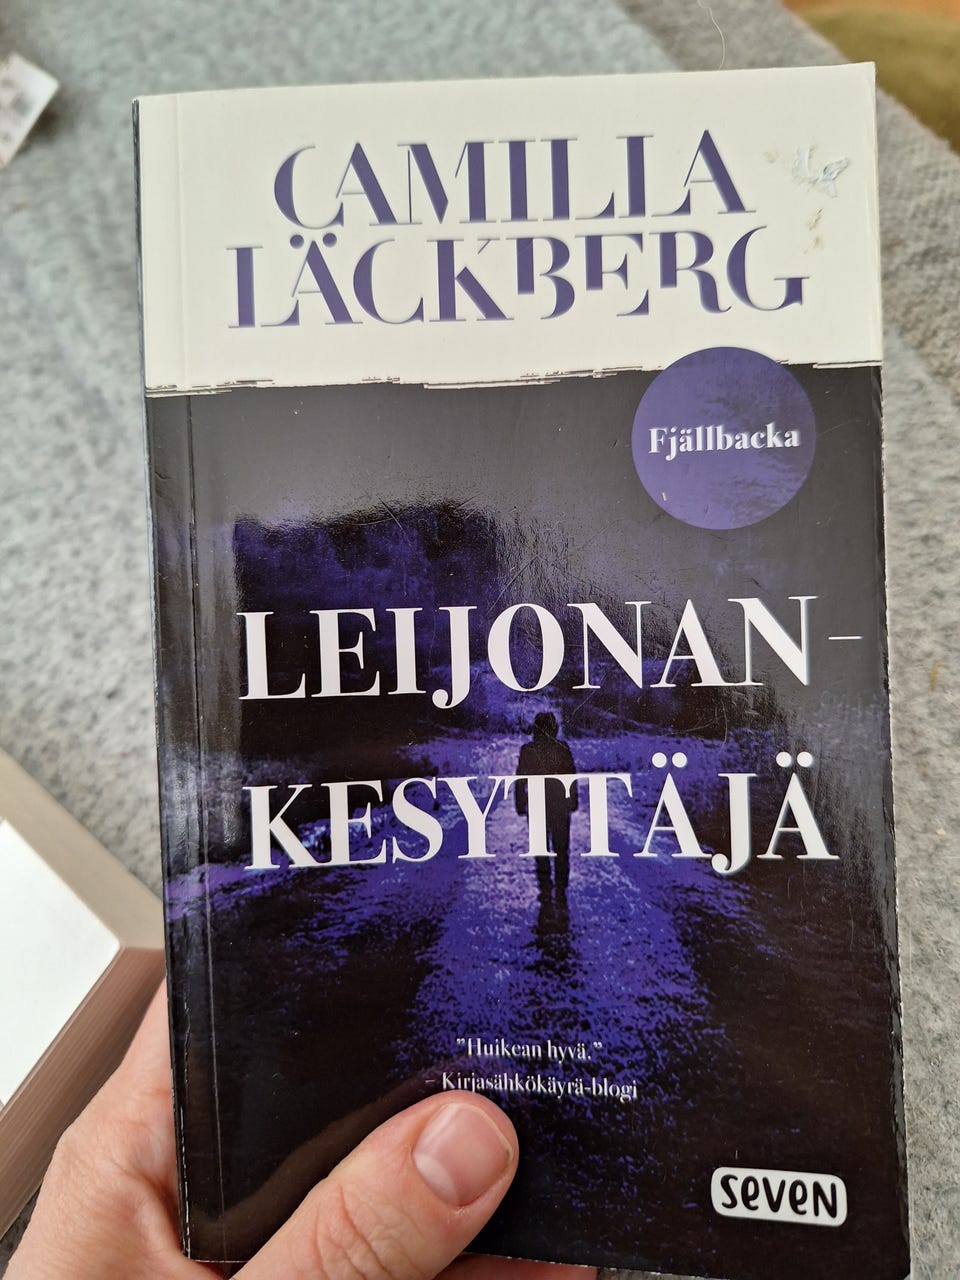 CAMILLA
LÄCKBERG
Fjällbacka
LEIJONAN-
KESYTTÄJÄ
"Huikean hyvä."
– Kirjasähkökäyrä-blogi
SEVEN